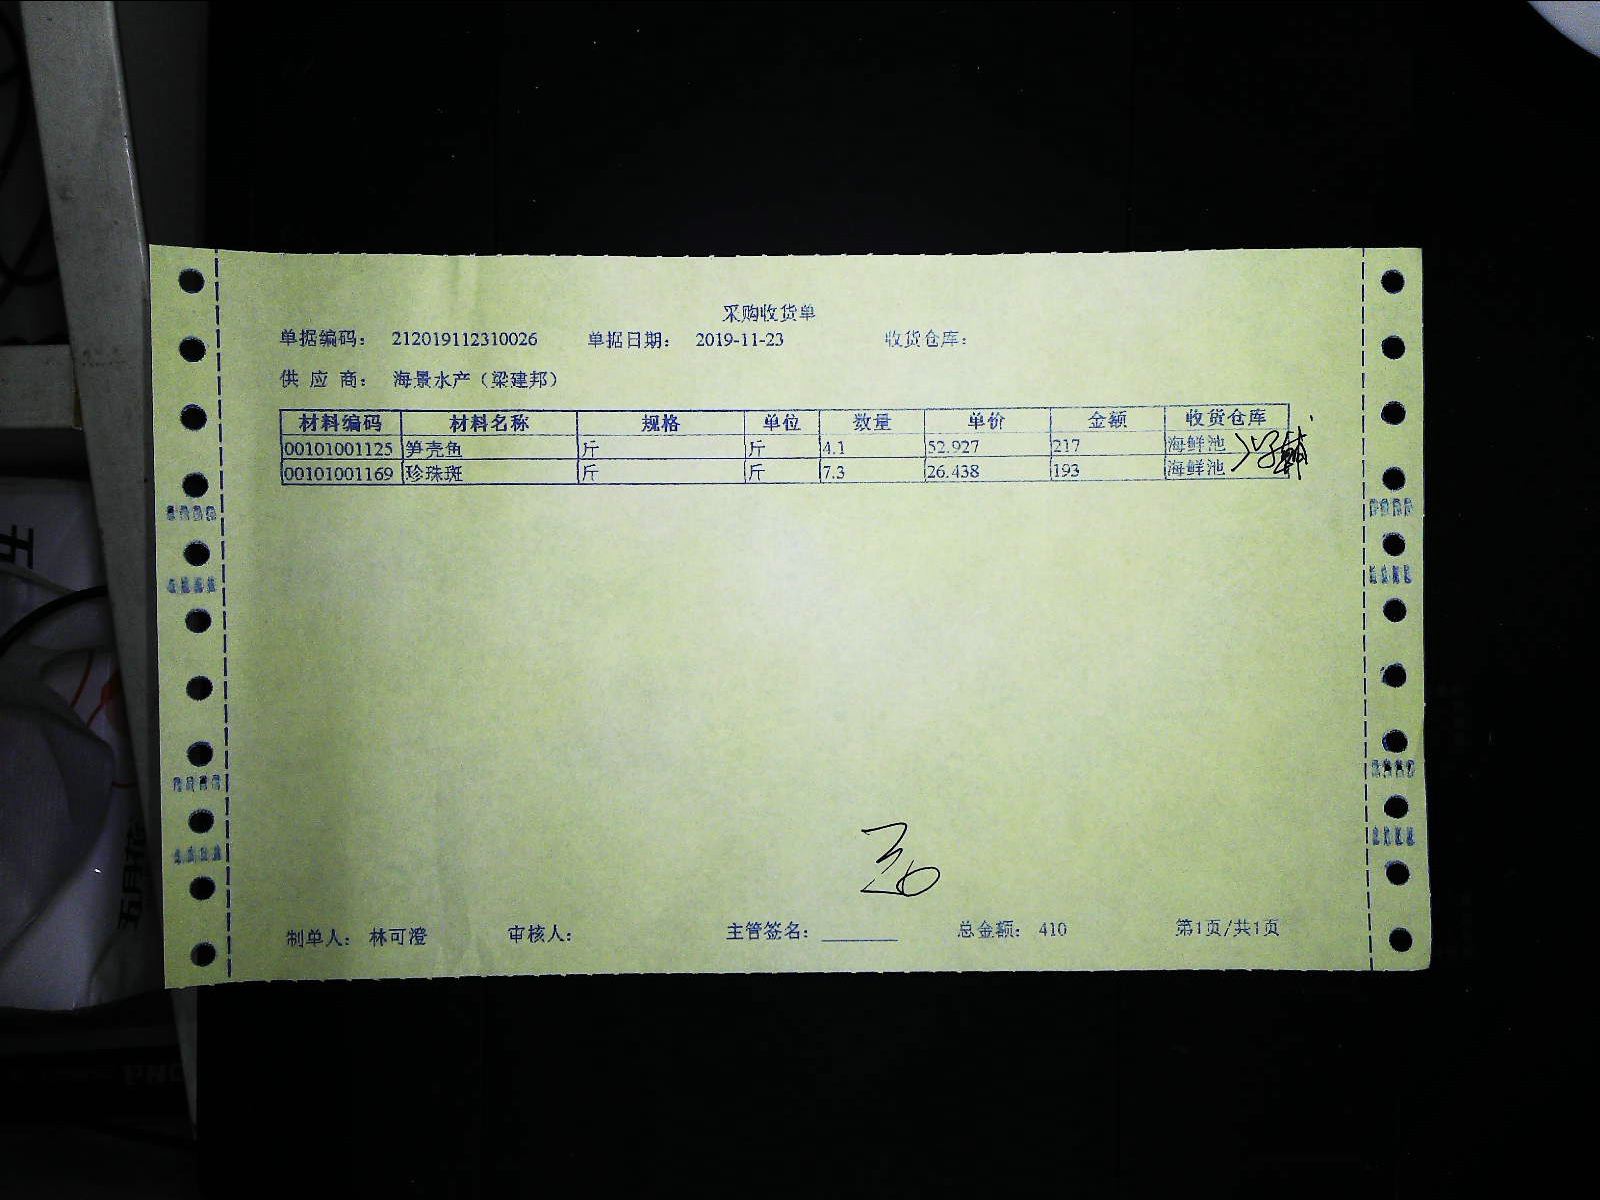 采购收货单
单据编码： 212019112310026 单据日期： 2019-11-23 收货仓库：
供 应 商： 海景水产（梁建邦）
材料编码 材料名称 规格 单位 数量 单价 金额 收货仓库
00101001125 笋壳鱼 斤 斤 4.1 52.927 217 海鲜池
00101001169 珍珠斑 斤 斤 7.3 26.438 193 海鲜池
制单人： 林可澄 审核人： 主管签名： ________ 总金额： 410 第1页/共1页
五月花